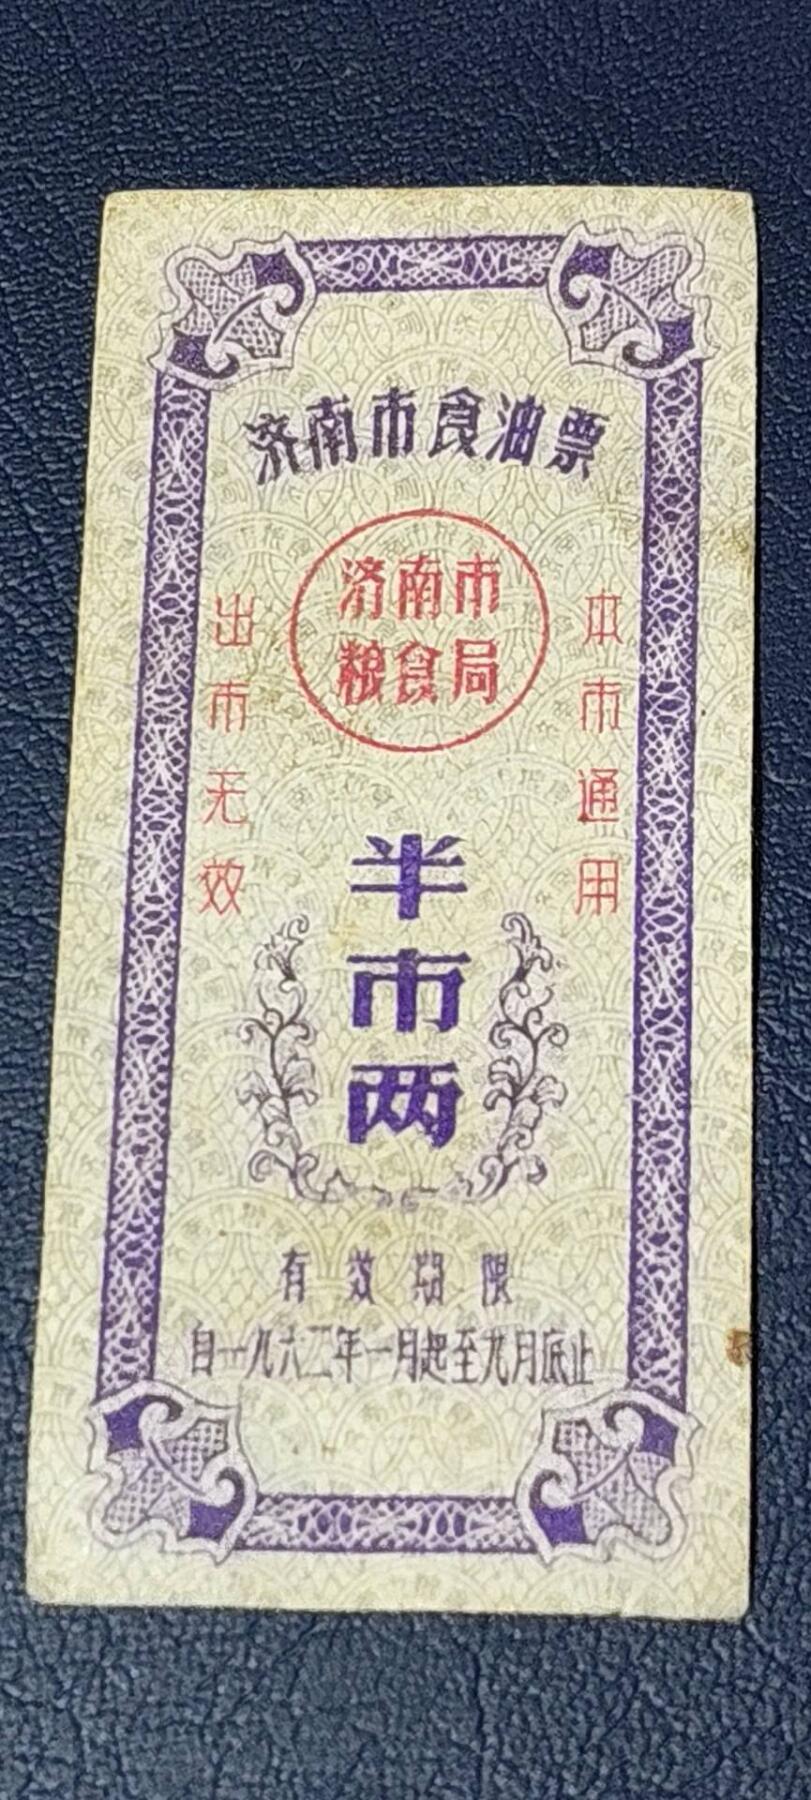 济南市食油票
济南市
粮食局
本市通用
出市无效
半市两
有效期限
自一九六二年一月起至九月底止